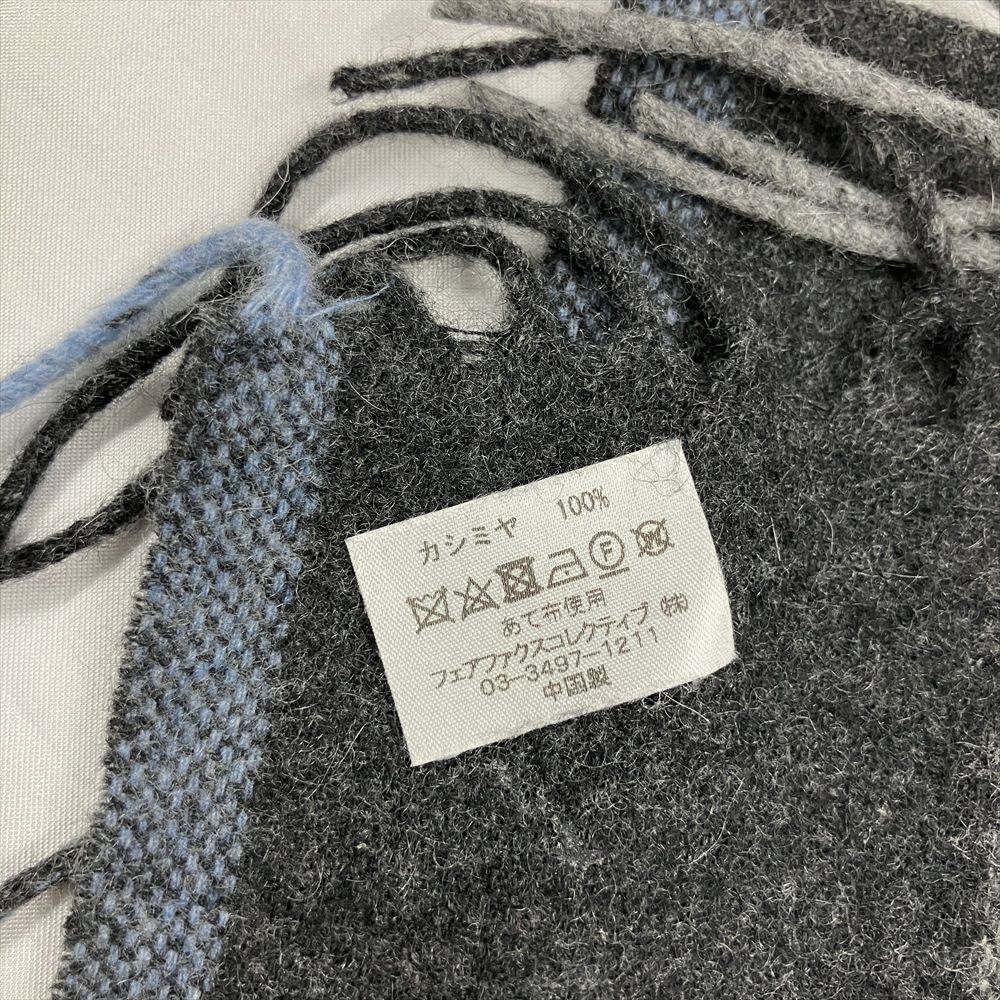 カシミヤ 100%
F W
あて布使用
フェアファクスコレクティブ(株)
03-3497-1211
中国製